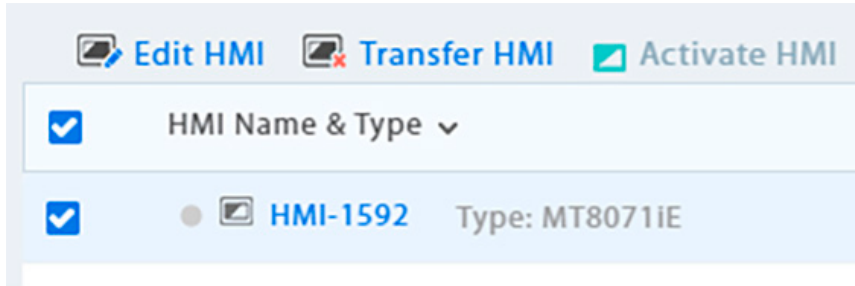 Edit HMI Transfer HMI Activate HMI
HMI Name & Type
HMI-1592 Type: MT8071iE